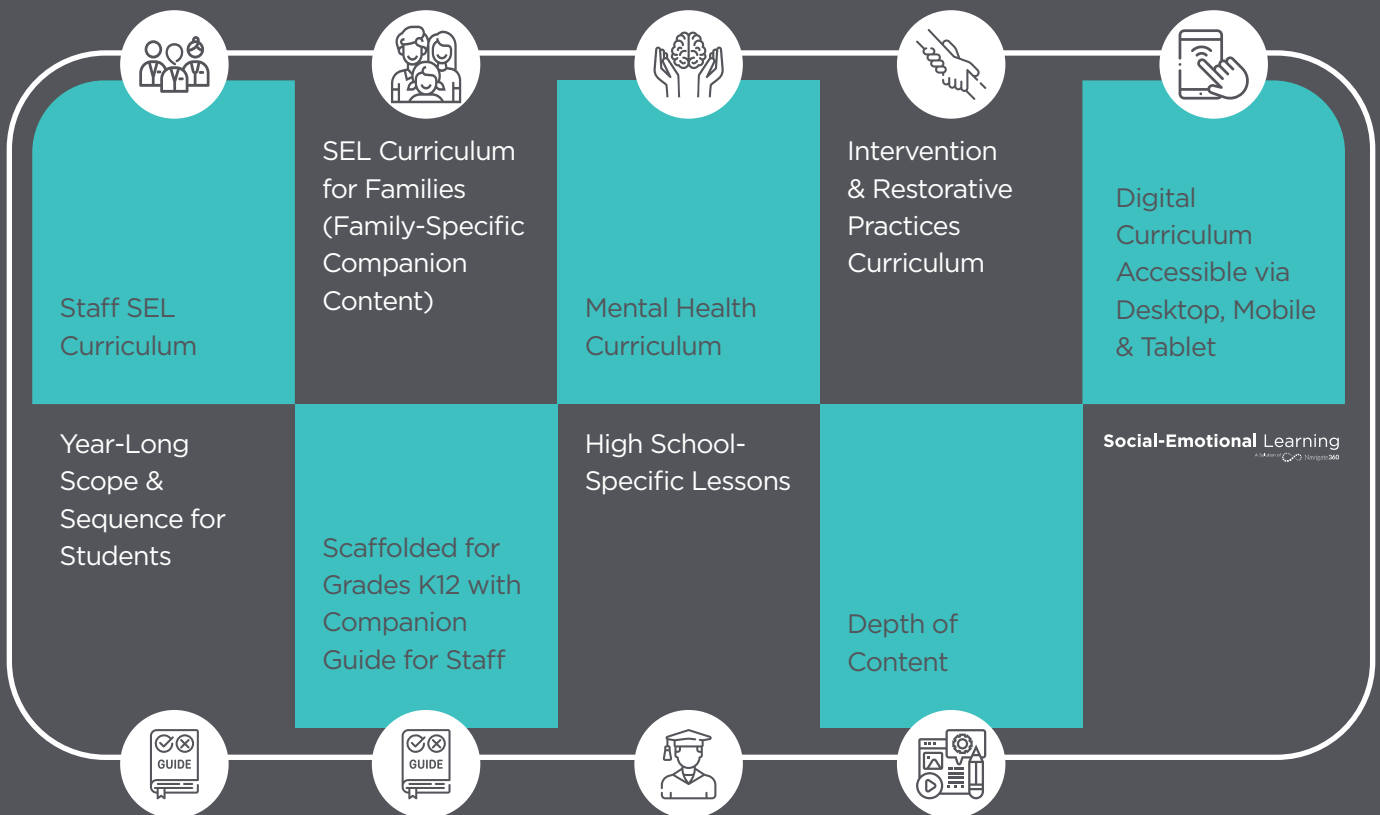 Staff SEL
Curriculum
SEL Curriculum
for Families
(Family-Specific
Companion
Content)
Mental Health
Curriculum
Intervention
& Restorative
Practices
Curriculum
Digital
Curriculum
Accessible via
Desktop, Mobile
& Tablet
Year-Long
Scope &
Sequence for
Students
Scaffolded for
Grades K12 with
Companion
Guide for Staff
High School-
Specific Lessons
Depth of
Content
Social-Emotional Learning
A Solution of Navigate360
GUIDE
GUIDE